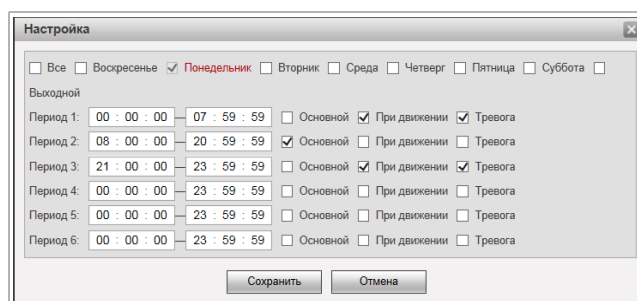 Настройка
Все Воскресенье Понедельник Вторник Среда Четверг Пятница Суббота
Выходной
Период 1: 00 : 00 : 00 — 07 : 59 : 59 Основной При движении Тревога
Период 2: 08 : 00 : 00 — 20 : 59 : 59 Основной При движении Тревога
Период 3: 21 : 00 : 00 — 23 : 59 : 59 Основной При движении Тревога
Период 4: 00 : 00 : 00 — 23 : 59 : 59 Основной При движении Тревога
Период 5: 00 : 00 : 00 — 23 : 59 : 59 Основной При движении Тревога
Период 6: 00 : 00 : 00 — 23 : 59 : 59 Основной При движении Тревога
Сохранить Отмена